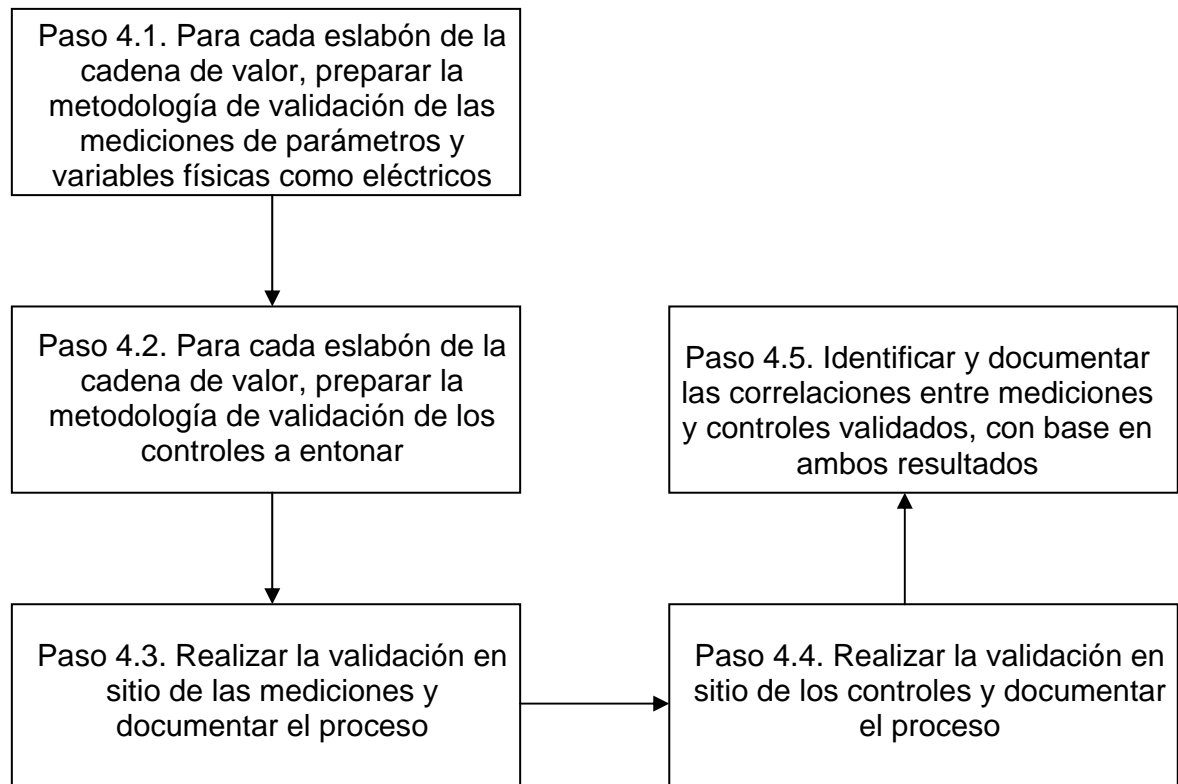 Paso 4.1. Para cada eslabón de la
cadena de valor, preparar la
metodología de validación de las
mediciones de parámetros y
variables físicas como eléctricos
Paso 4.2. Para cada eslabón de la
cadena de valor, preparar la
metodología de validación de los
controles a entonar
Paso 4.3. Realizar la validación en
sitio de las mediciones y
documentar el proceso
Paso 4.4. Realizar la validación en
sitio de los controles y documentar
el proceso
Paso 4.5. Identificar y documentar
las correlaciones entre mediciones
y controles validados, con base en
ambos resultados